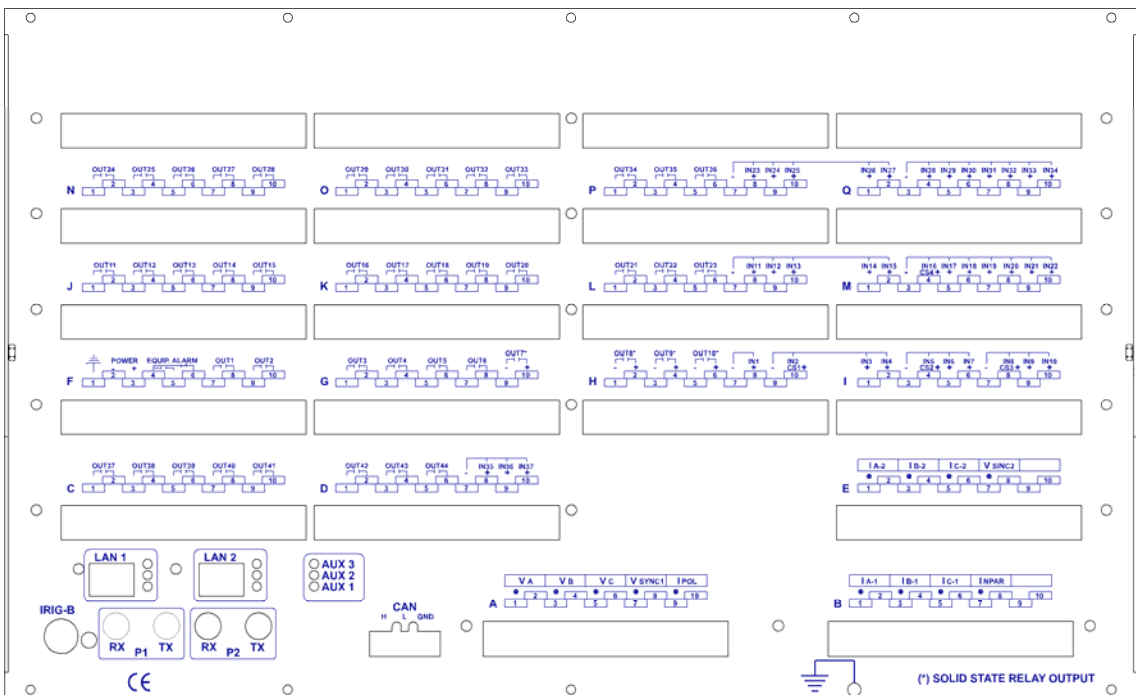 OUT24 OUT25 OUT26 OUT27 OUT28
N 1 2 3 4 5 6 7 8 9 10
OUT29 OUT30 OUT31 OUT32 OUT33
O 1 2 3 4 5 6 7 8 9 10
OUT34 OUT35 OUT36 - IN23 + IN24 + IN25 +
P 1 2 3 4 5 6 7 8 9 10
IN26 + IN27 + - IN28 + IN29 + IN30 + IN31 + IN32 + IN33 + IN34 +
Q 1 2 3 4 5 6 7 8 9 10
OUT11 OUT12 OUT13 OUT14 OUT15
J 1 2 3 4 5 6 7 8 9 10
OUT16 OUT17 OUT18 OUT19 OUT20
K 1 2 3 4 5 6 7 8 9 10
OUT21 OUT22 OUT23 - IN11 + IN12 + IN13 +
L 1 2 3 4 5 6 7 8 9 10
IN14 + IN15 + - IN16 CS4+ IN17 + IN18 + IN19 + IN20 + IN21 + IN22 +
M 1 2 3 4 5 6 7 8 9 10
POWER - + EQUIP. ALARM OUT1 OUT2
F 1 2 3 4 5 6 7 8 9 10
OUT3 OUT4 OUT5 OUT6 OUT7* - +
G 1 2 3 4 5 6 7 8 9 10
OUT8* - + OUT9* - + OUT10* - + - IN1 + - IN2 CS1+
H 1 2 3 4 5 6 7 8 9 10
IN3 + IN4 + - IN5 CS2+ IN6 + IN7 + - IN8 CS3+ IN9 + IN10 +
I 1 2 3 4 5 6 7 8 9 10
OUT37 OUT38 OUT39 OUT40 OUT41
C 1 2 3 4 5 6 7 8 9 10
OUT42 OUT43 OUT44 - IN35 + IN36 + IN37 +
D 1 2 3 4 5 6 7 8 9 10
I A-2 I B-2 I C-2 V SINC2
E 1 2 3 4 5 6 7 8 9 10
LAN 1
LAN 2
AUX 3
AUX 2
AUX 1
V A V B V C V SYNC1 I POL
A 1 2 3 4 5 6 7 8 9 10
I A-1 I B-1 I C-1 I NPAR
B 1 2 3 4 5 6 7 8 9 10
IRIG-B
RX P1 TX
RX P2 TX
CAN
H L GND
CE
(*) SOLID STATE RELAY OUTPUT